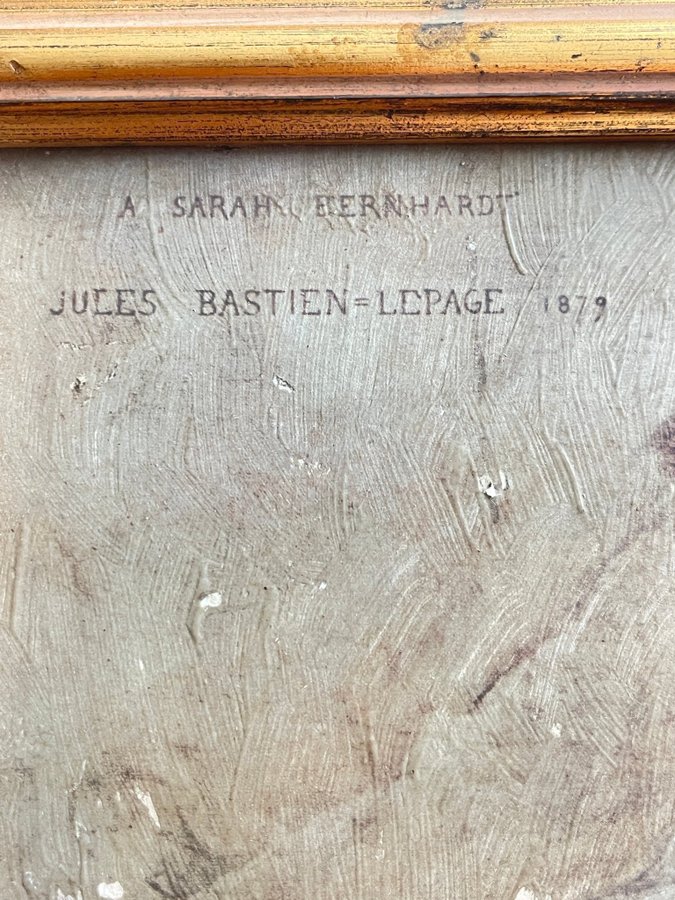 A SARAH BERNHARDT
JULES BASTIEN=LEPAGE 1879